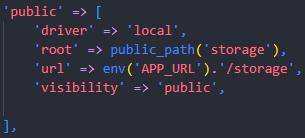 'public' => [
'driver' => 'local',
'root' => public_path('storage'),
'url' => env('APP_URL').'/storage',
'visibility' => 'public',
],